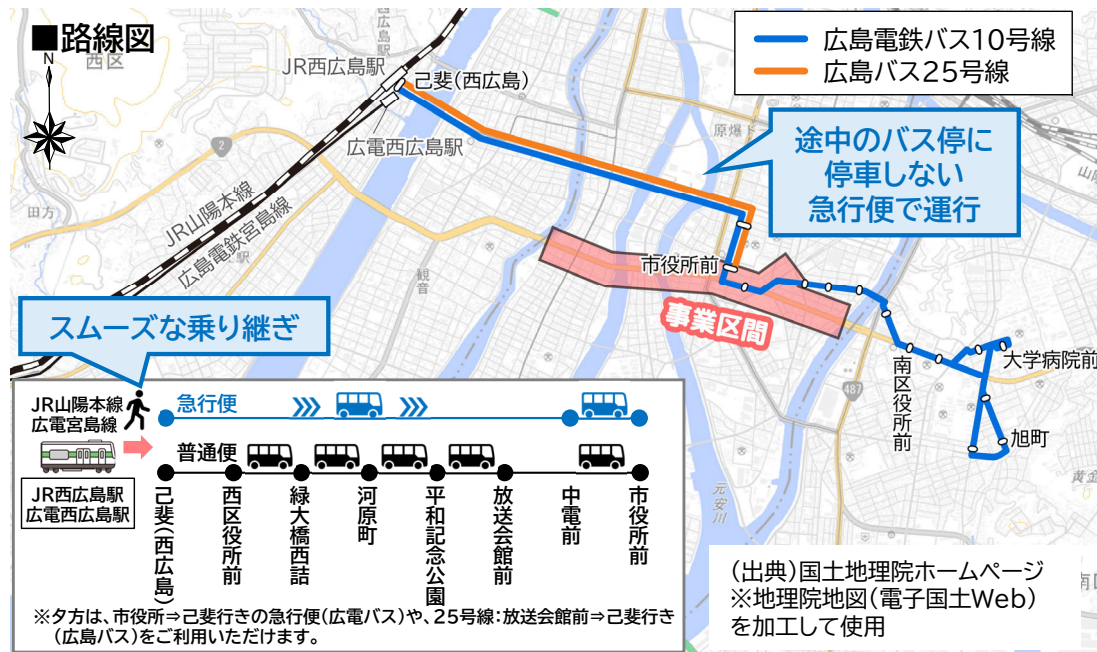 ■路線図
N
西区
西広島駅
JR西広島駅
己斐(西広島)
広電西広島駅
広島電鉄バス10号線
広島バス25号線
原爆ド
途中のバス停に
停車しない
急行便で運行
2
田方
JR山陽本線
広島電鉄宮島線
観音
市役所前
事業区間
スムーズな乗り継ぎ
487
南区役所前
大学病院前
旭町
元安川
黄金
JR山陽本線
広電宮島線
急行便
普通便
JR西広島駅
広電西広島駅
己斐(西広島)
西区役所前
緑大橋西詰
河原町
平和記念公園
放送会館前
中電前
市役所前
※夕方は、市役所⇒己斐行きの急行便(広電バス)や、25号線:放送会館前⇒己斐行き
(広島バス)をご利用いただけます。
(出典)国土地理院ホームページ
※地理院地図(電子国土Web)
を加工して使用